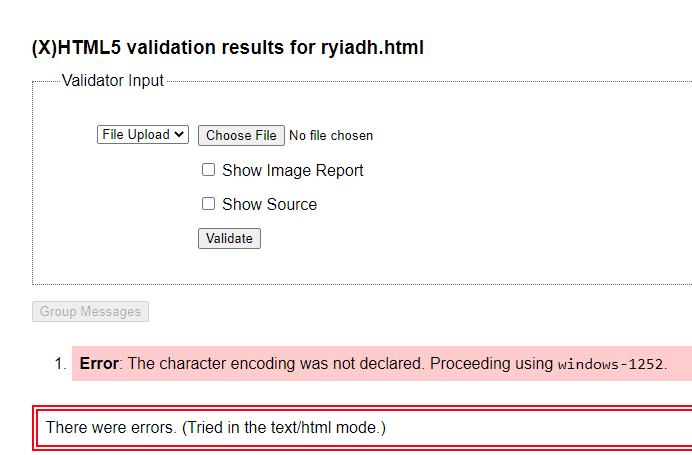 (X)HTML5 validation results for ryiadh.html
Validator Input
File Upload Choose File No file chosen
Show Image Report
Show Source
Validate
Group Messages
1. Error: The character encoding was not declared. Proceeding using windows-1252.
There were errors. (Tried in the text/html mode.)